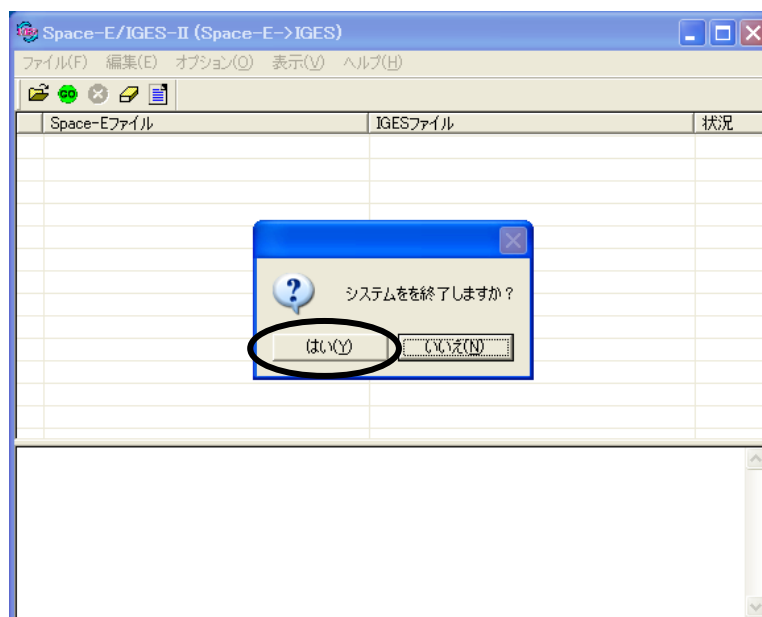 Space-E/IGES-II (Space-E->IGES)
ファイル(F) 編集(E) オプション(O) 表示(V) ヘルプ(H)
GO
Space-Eファイル IGESファイル 状況
システムをを終了しますか？
はい(Y) いいえ(N)